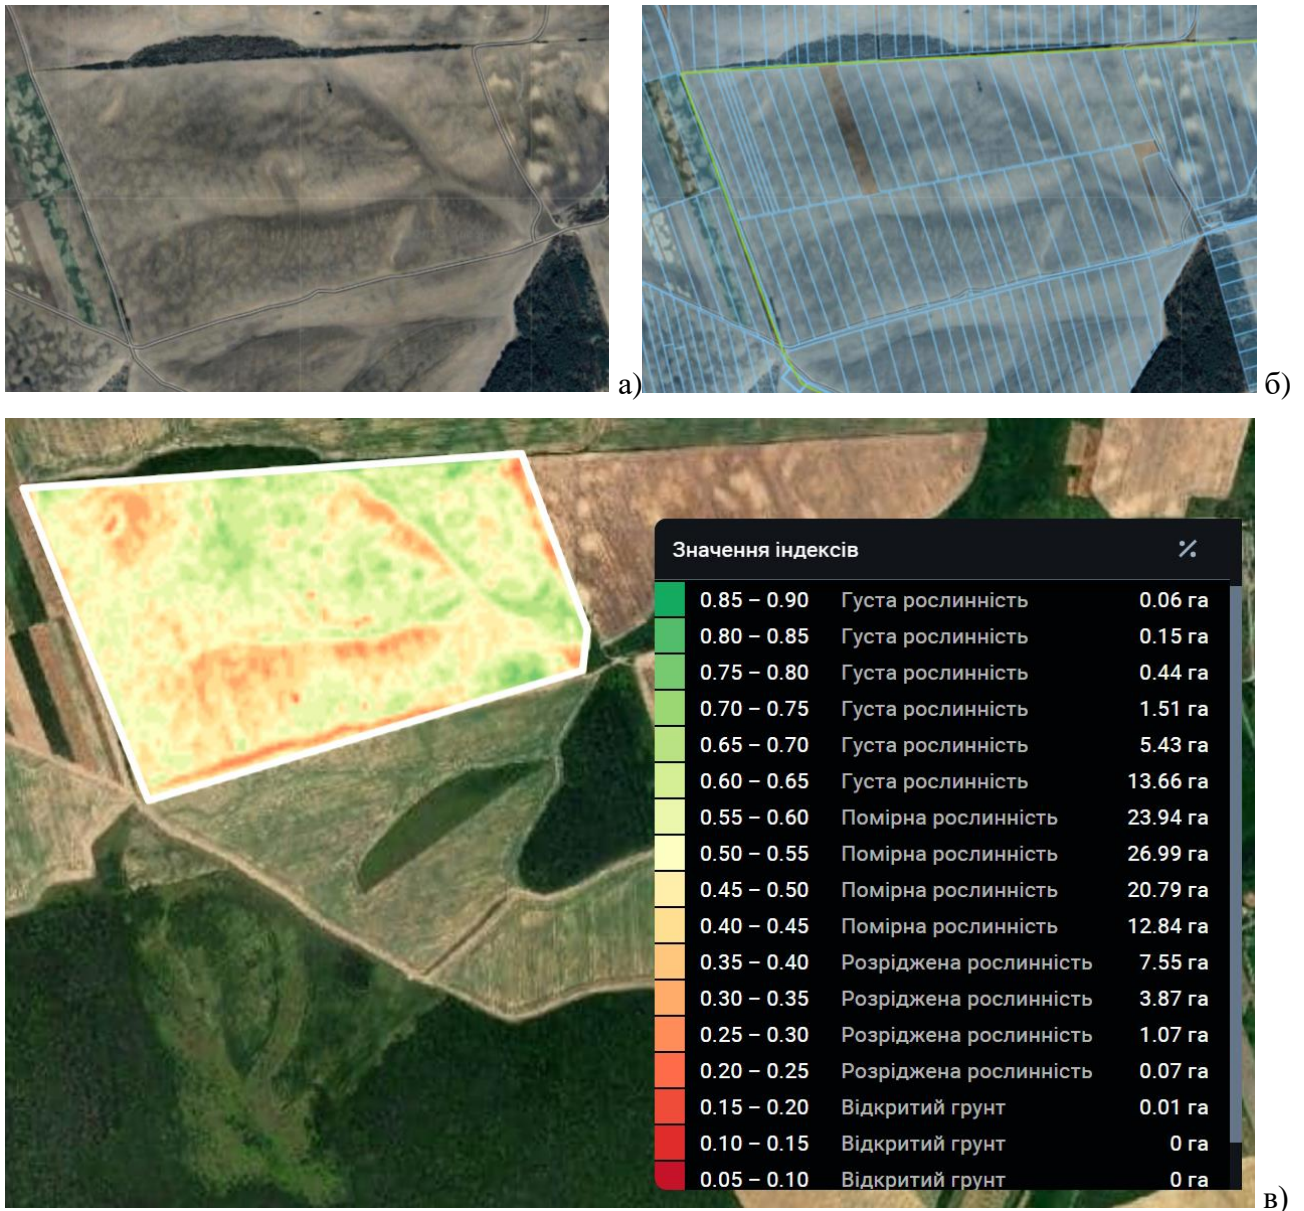 а)
б)
Значення індексів
0.85 – 0.90 Густа рослинність 0.06 га
0.80 – 0.85 Густа рослинність 0.15 га
0.75 – 0.80 Густа рослинність 0.44 га
0.70 – 0.75 Густа рослинність 1.51 га
0.65 – 0.70 Густа рослинність 5.43 га
0.60 – 0.65 Густа рослинність 13.66 га
0.55 – 0.60 Помірна рослинність 23.94 га
0.50 – 0.55 Помірна рослинність 26.99 га
0.45 – 0.50 Помірна рослинність 20.79 га
0.40 – 0.45 Помірна рослинність 12.84 га
0.35 – 0.40 Розріджена рослинність 7.55 га
0.30 – 0.35 Розріджена рослинність 3.87 га
0.25 – 0.30 Розріджена рослинність 1.07 га
0.20 – 0.25 Розріджена рослинність 0.07 га
0.15 – 0.20 Відкритий грунт 0.01 га
0.10 – 0.15 Відкритий грунт 0 га
0.05 – 0.10 Відкритий грунт 0 га
в)